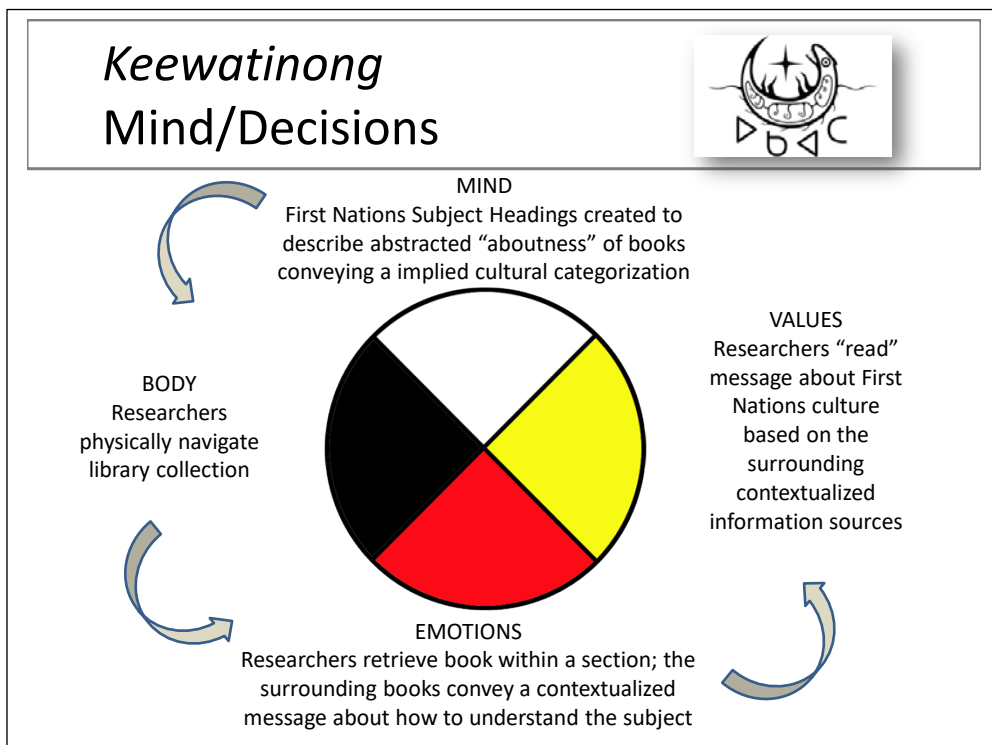 Keewatinong
Mind/Decisions
ᐅ ᑲ ᐊ ᑕ
MIND
First Nations Subject Headings created to
describe abstracted “aboutness” of books
conveying a implied cultural categorization
BODY
Researchers
physically navigate
library collection
VALUES
Researchers “read”
message about First
Nations culture
based on the
surrounding
contextualized
information sources
EMOTIONS
Researchers retrieve book within a section; the
surrounding books convey a contextualized
message about how to understand the subject